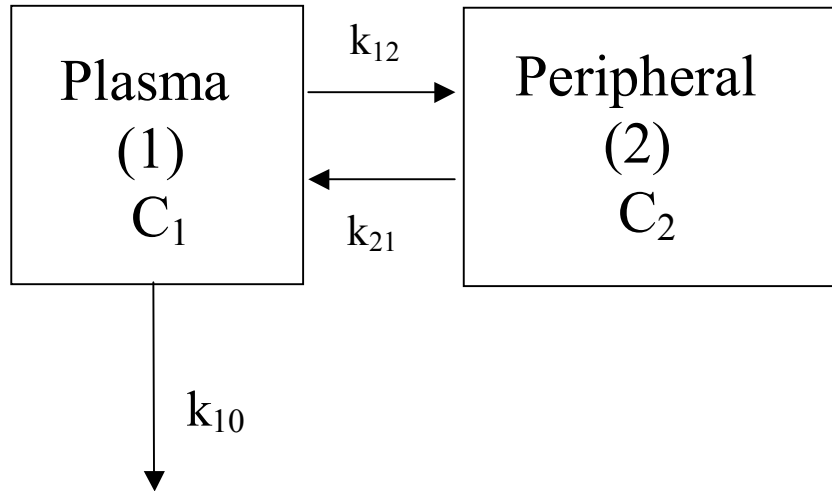 Plasma
(1)
C₁
k₁₂
k₂₁
Peripheral
(2)
C₂
k₁₀